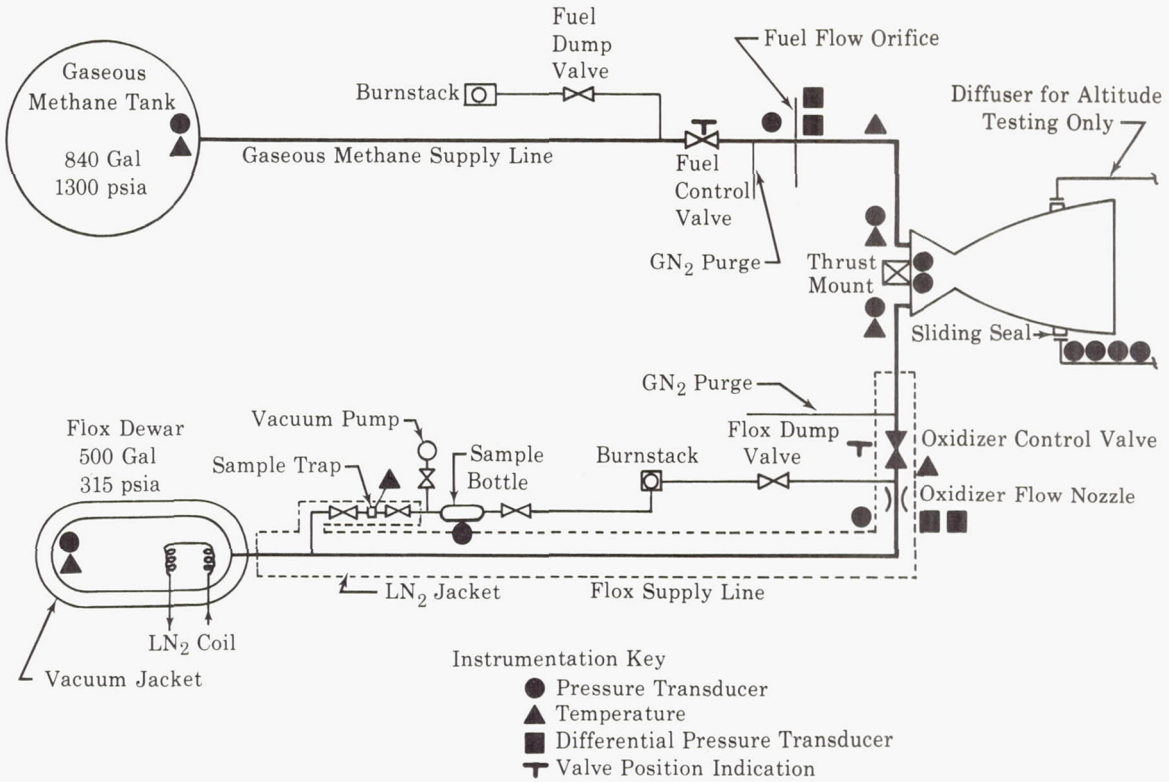 Gaseous
Methane Tank
840 Gal
1300 psia
Burnstack
Fuel
Dump
Valve
Gaseous Methane Supply Line
Fuel
Control
Valve
GN2 Purge
Fuel Flow Orifice
Diffuser for Altitude
Testing Only
Thrust
Mount
Sliding Seal
GN2 Purge
Flox Dewar
500 Gal
315 psia
Vacuum Pump
Sample Trap
Sample
Bottle
Burnstack
Flox Dump
Valve
Oxidizer Control Valve
Oxidizer Flow Nozzle
LN2 Jacket
Flox Supply Line
LN2 Coil
Vacuum Jacket
Instrumentation Key
Pressure Transducer
Temperature
Differential Pressure Transducer
Valve Position Indication